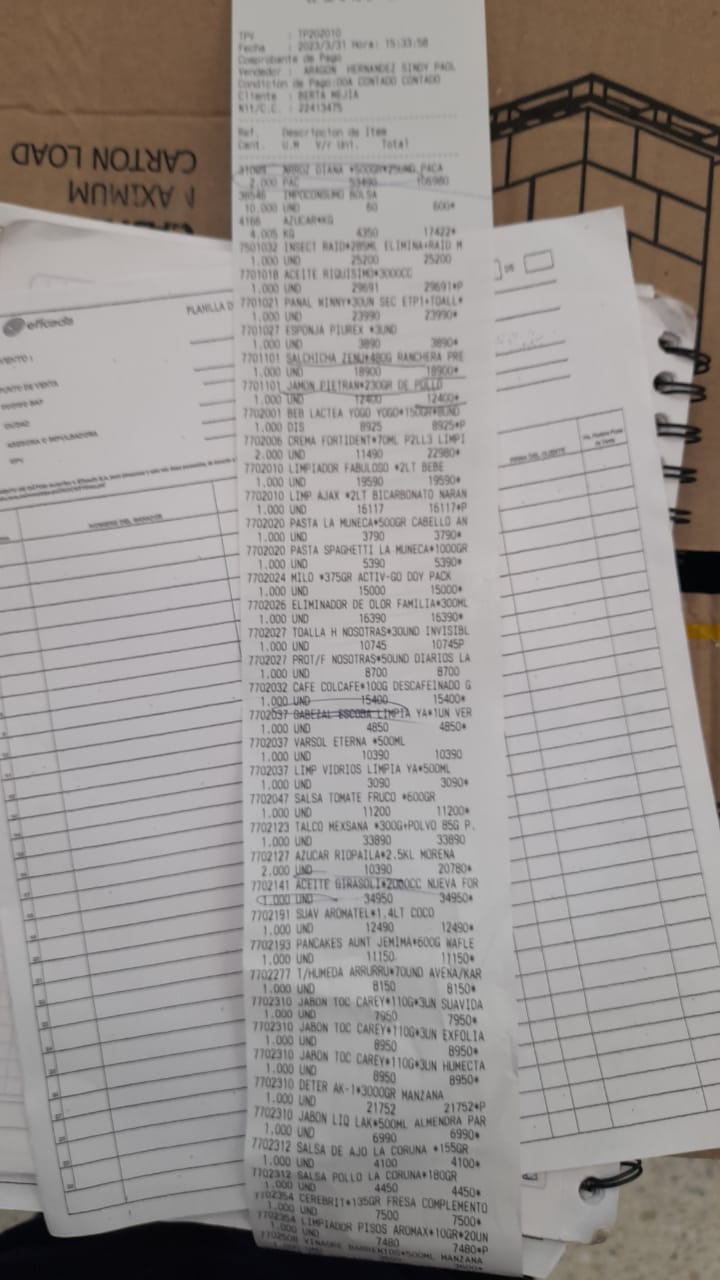 TPV : TP202010
Fecha : 2023/3/31 Hora: 15:33:58
Comprobante de Pago
Vendedor : ARAGON HERNANDEZ SINDY PAOL
Condicion de Pago:00A CONTADO CONTADO
Cliente : BERTA MEJIA
Nit/C.C. : 22413475
Ref. Descripcion de Item
Cant. U.M V/r Uni. Total
ARROZ DIANA *500GR*25UND PACA
2.000 PAC 53490 106980
36546 IMPOCONSUMO BOLSA
10.000 UND 60 600*
4166 AZUCAR*KG
4.005 KG 4350 17422*
7501032 INSECT RAID*285ML ELIMINA+RAID M
1.000 UND 25200 25200
7701018 ACEITE RIQUISIMO*3000CC
1.000 UND 29691 29691*P
7701021 PANAL WINNY*30UN SEC ETP1+TOALL*
1.000 UND 23990 23990*
7701027 ESPONJA PIUREX *3UND
1.000 UND 3890 3890*
7701101 SALCHICHA ZENU*480G RANCHERA PRE
1.000 UND 18900 18900*
7701101 JAMON PIETRAN*230GR DE POLLO
1.000 UND 12400 12400*
7702001 BEB LACTEA YOGO YOGO*150GR*8UND
1.000 DIS 8925 8925*P
7702006 CREMA FORTIDENT*70ML P2LL3 LIMPI
2.000 UND 11490 22980*
7702010 LIMPIADOR FABULOSO *2LT BEBE
1.000 UND 19590 19590*
7702010 LIMP AJAX *2LT BICARBONATO NARAN
1.000 UND 16117 16117*P
7702020 PASTA LA MUNECA*500GR CABELLO AN
1.000 UND 3790 3790*
7702020 PASTA SPAGHETTI LA MUNECA*1000GR
1.000 UND 5390 5390*
7702024 MILO *375GR ACTIV-GO DOY PACK
1.000 UND 15000 15000*
7702026 ELIMINADOR DE OLOR FAMILIA*300ML
1.000 UND 16390 16390*
7702027 TOALLA H NOSOTRAS*30UND INVISIBL
1.000 UND 10745 10745P
7702027 PROT/F NOSOTRAS*50UND DIARIOS LA
1.000 UND 8700 8700
7702032 CAFE COLCAFE*100G DESCAFEINADO G
1.000 UND 15400 15400*
7702037 CABEZAL ESCOBA LIMPIA YA*1UN VER
1.000 UND 4850 4850*
7702037 VARSOL ETERNA *500ML
1.000 UND 10390 10390
7702037 LIMP VIDRIOS LIMPIA YA*500ML
1.000 UND 3090 3090*
7702047 SALSA TOMATE FRUCO *600GR
1.000 UND 11200 11200*
7702123 TALCO MEXSANA *300G+POLVO 85G P.
1.000 UND 33890 33890
7702127 AZUCAR RIOPAILA*2.5KL MORENA
2.000 UND 10390 20780*
7702141 ACEITE GIRASOLI*2000CC NUEVA FOR
1.000 UND 34950 34950*
7702191 SUAV AROMATEL*1.4LT COCO
1.000 UND 12490 12490*
7702193 PANCAKES AUNT JEMIMA*600G WAFLE
1.000 UND 11150 11150*
7702277 T/HUMEDA ARRURRU*70UND AVENA/KAR
1.000 UND 8150 8150*
7702310 JABON TOC CAREY*110G*3UN SUAVIDA
1.000 UND 7950 7950*
7702310 JABON TOC CAREY*110G*3UN EXFOLIA
1.000 UND 8950 8950*
7702310 JABON TOC CAREY*110G*3UN HUMECTA
1.000 UND 8950 8950*
7702310 DETER AK-1*3000GR MANZANA
1.000 UND 21752 21752*P
7702310 JABON LIQ LAK*500ML ALMENDRA PAR
1.000 UND 6990 6990*
7702312 SALSA DE AJO LA CORUNA *155GR
1.000 UND 4100 4100*
7702312 SALSA POLLO LA CORUNA*180GR
1.000 UND 4450 4450*
7702354 CEREBRIT*135GR FRESA COMPLEMENTO
1.000 UND 7500 7500*
7702354 LIMPIADOR PISOS AROMAX*10GR*20UN
1.000 UND 7480 7480*P
7702508 VINAGRE BARRIENTOS*500ML MANZANA
CARTON LOAD
MAXIMUM
eficacia
PLANILLA D
PUNTO DE VENTA
NOMBRE DEL
FIRMA DEL CLIENTE
DE